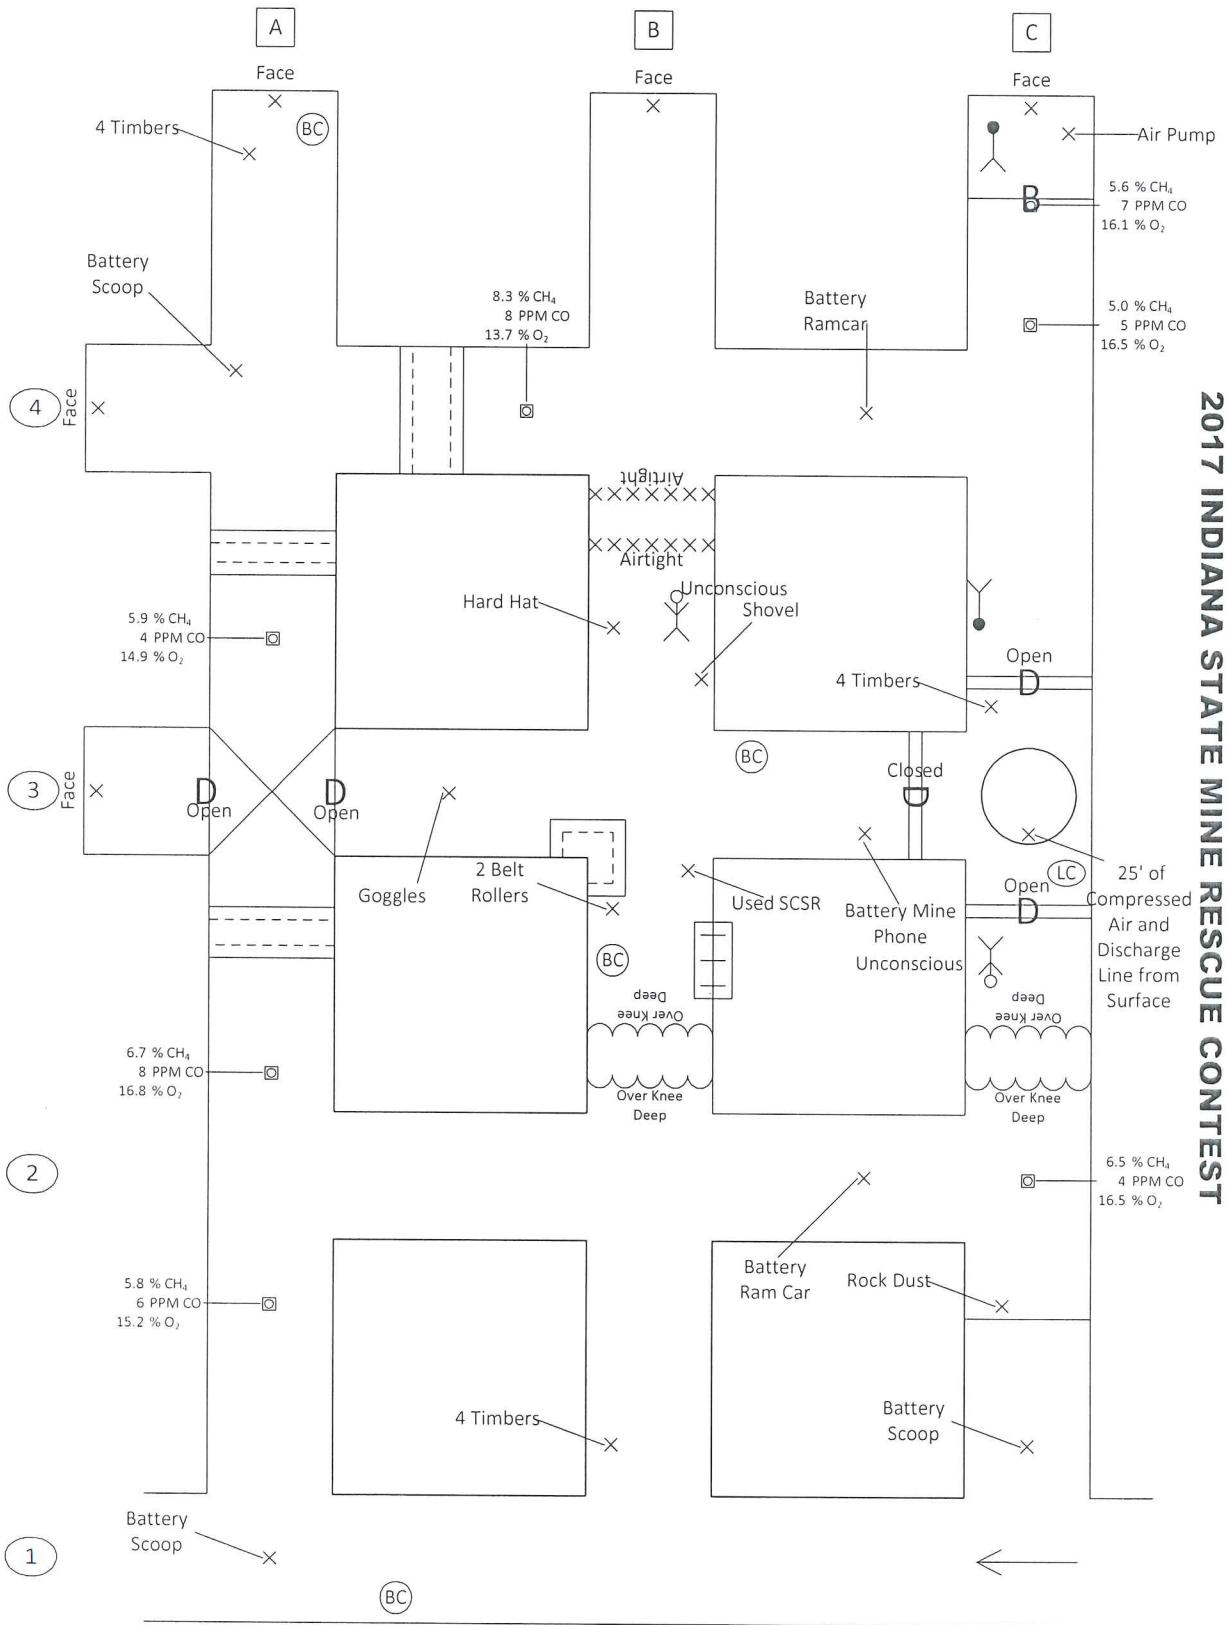 A
B
C
Face
Face
Face
4 Timbers
BC
Air Pump
B
5.6 % CH₄
7 PPM CO
16.1 % O₂
Battery
Scoop
8.3 % CH₄
8 PPM CO
13.7 % O₂
Battery
Ramcar
5.0 % CH₄
5 PPM CO
16.5 % O₂
4
Face
Airtight
Airtight
Unconscious
Hard Hat
Shovel
5.9 % CH₄
4 PPM CO
14.9 % O₂
Open
D
4 Timbers
BC
Closed
D
3
Face
D
Open
D
Open
Goggles
2 Belt
Rollers
Used SCSR
Battery Mine
Phone
Unconscious
LC
Open
D
25' of
Compressed
Air and
Discharge
Line from
Surface
BC
Over Knee
Deep
Over Knee
Deep
Over Knee
Deep
Over Knee
Deep
6.7 % CH₄
8 PPM CO
16.8 % O₂
2
6.5 % CH₄
4 PPM CO
16.5 % O₂
Battery
Ram Car
Rock Dust
5.8 % CH₄
6 PPM CO
15.2 % O₂
4 Timbers
Battery
Scoop
Battery
Scoop
1
BC
2017 INDIANA STATE MINE RESCUE CONTEST